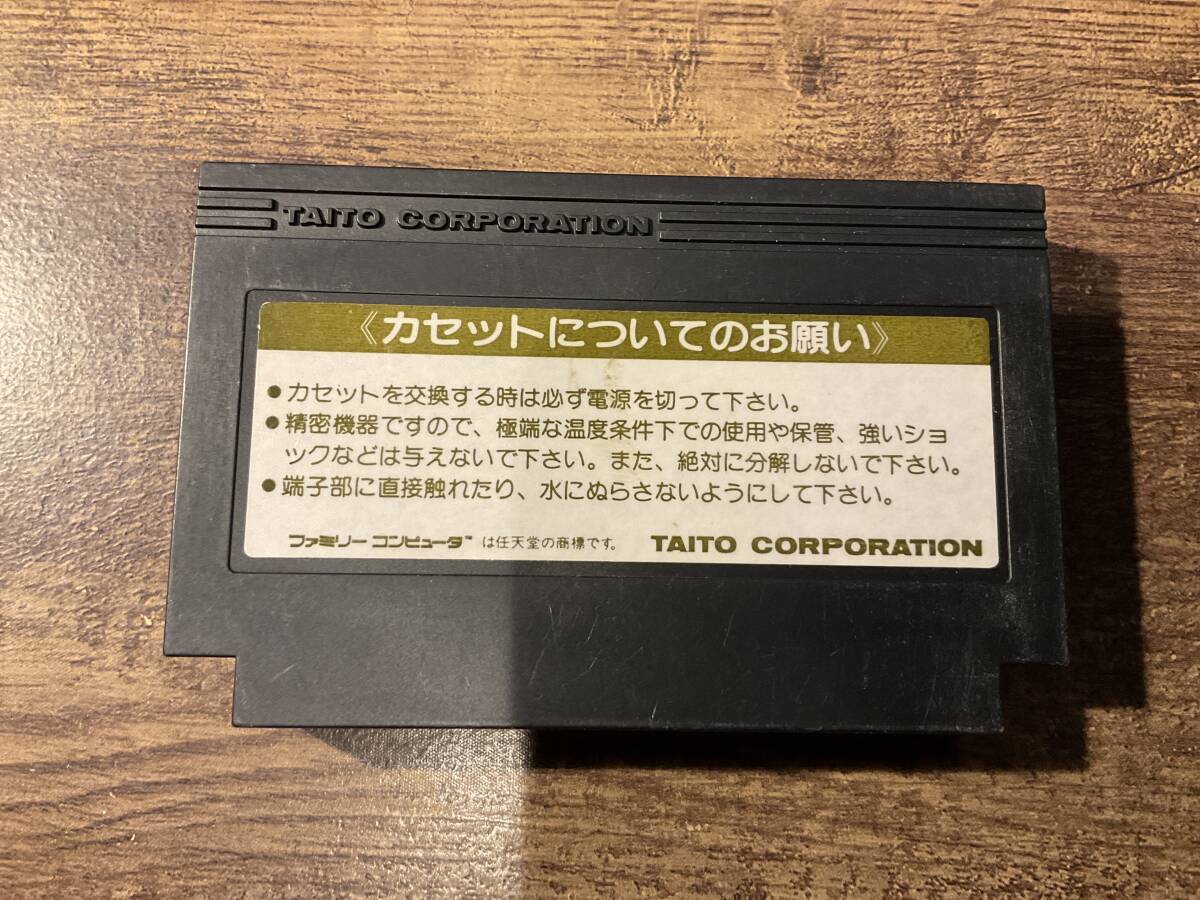 TAITO CORPORATION
《カセットについてのお願い》
●カセットを交換する時は必ず電源を切って下さい。
●精密機器ですので、極端な温度条件下での使用や保管、強いショ
ックなどは与えないで下さい。また、絶対に分解しないで下さい。
●端子部に直接触れたり、水にぬらさないようにして下さい。
ファミリーコンピュータ™ は任天堂の商標です。 TAITO CORPORATION